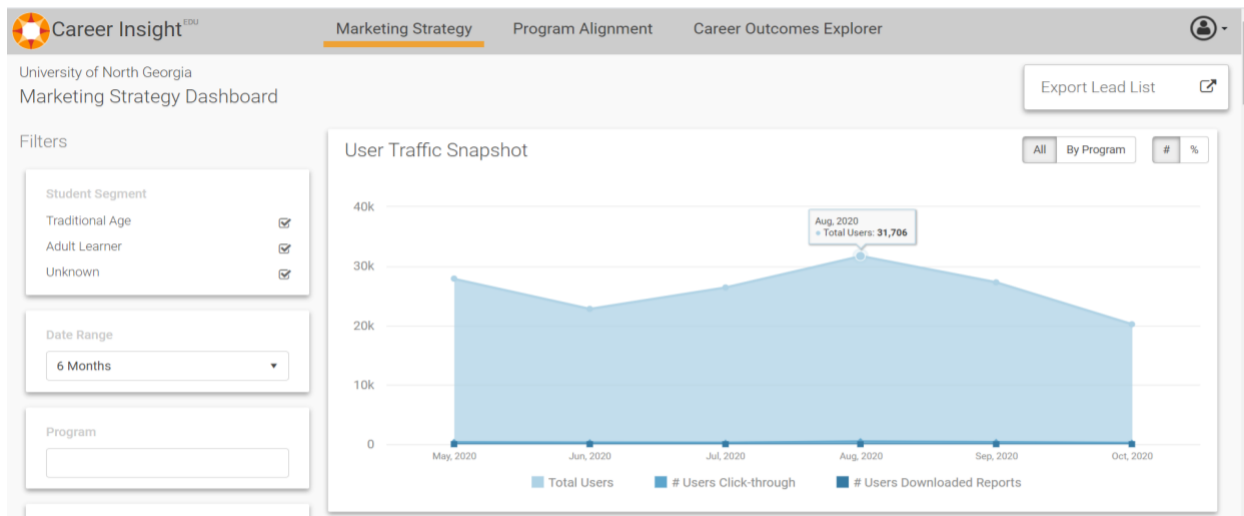 Career Insight EDU
Marketing Strategy
Program Alignment
Career Outcomes Explorer
University of North Georgia
Marketing Strategy Dashboard
Export Lead List
Filters
Student Segment
Traditional Age
Adult Learner
Unknown
Date Range
6 Months
Program
User Traffic Snapshot
All
By Program
#
%
40k
30k
20k
10k
0
Aug, 2020
Total Users: 31,706
May, 2020
Jun, 2020
Jul, 2020
Aug, 2020
Sep, 2020
Oct, 2020
Total Users
# Users Click-through
# Users Downloaded Reports